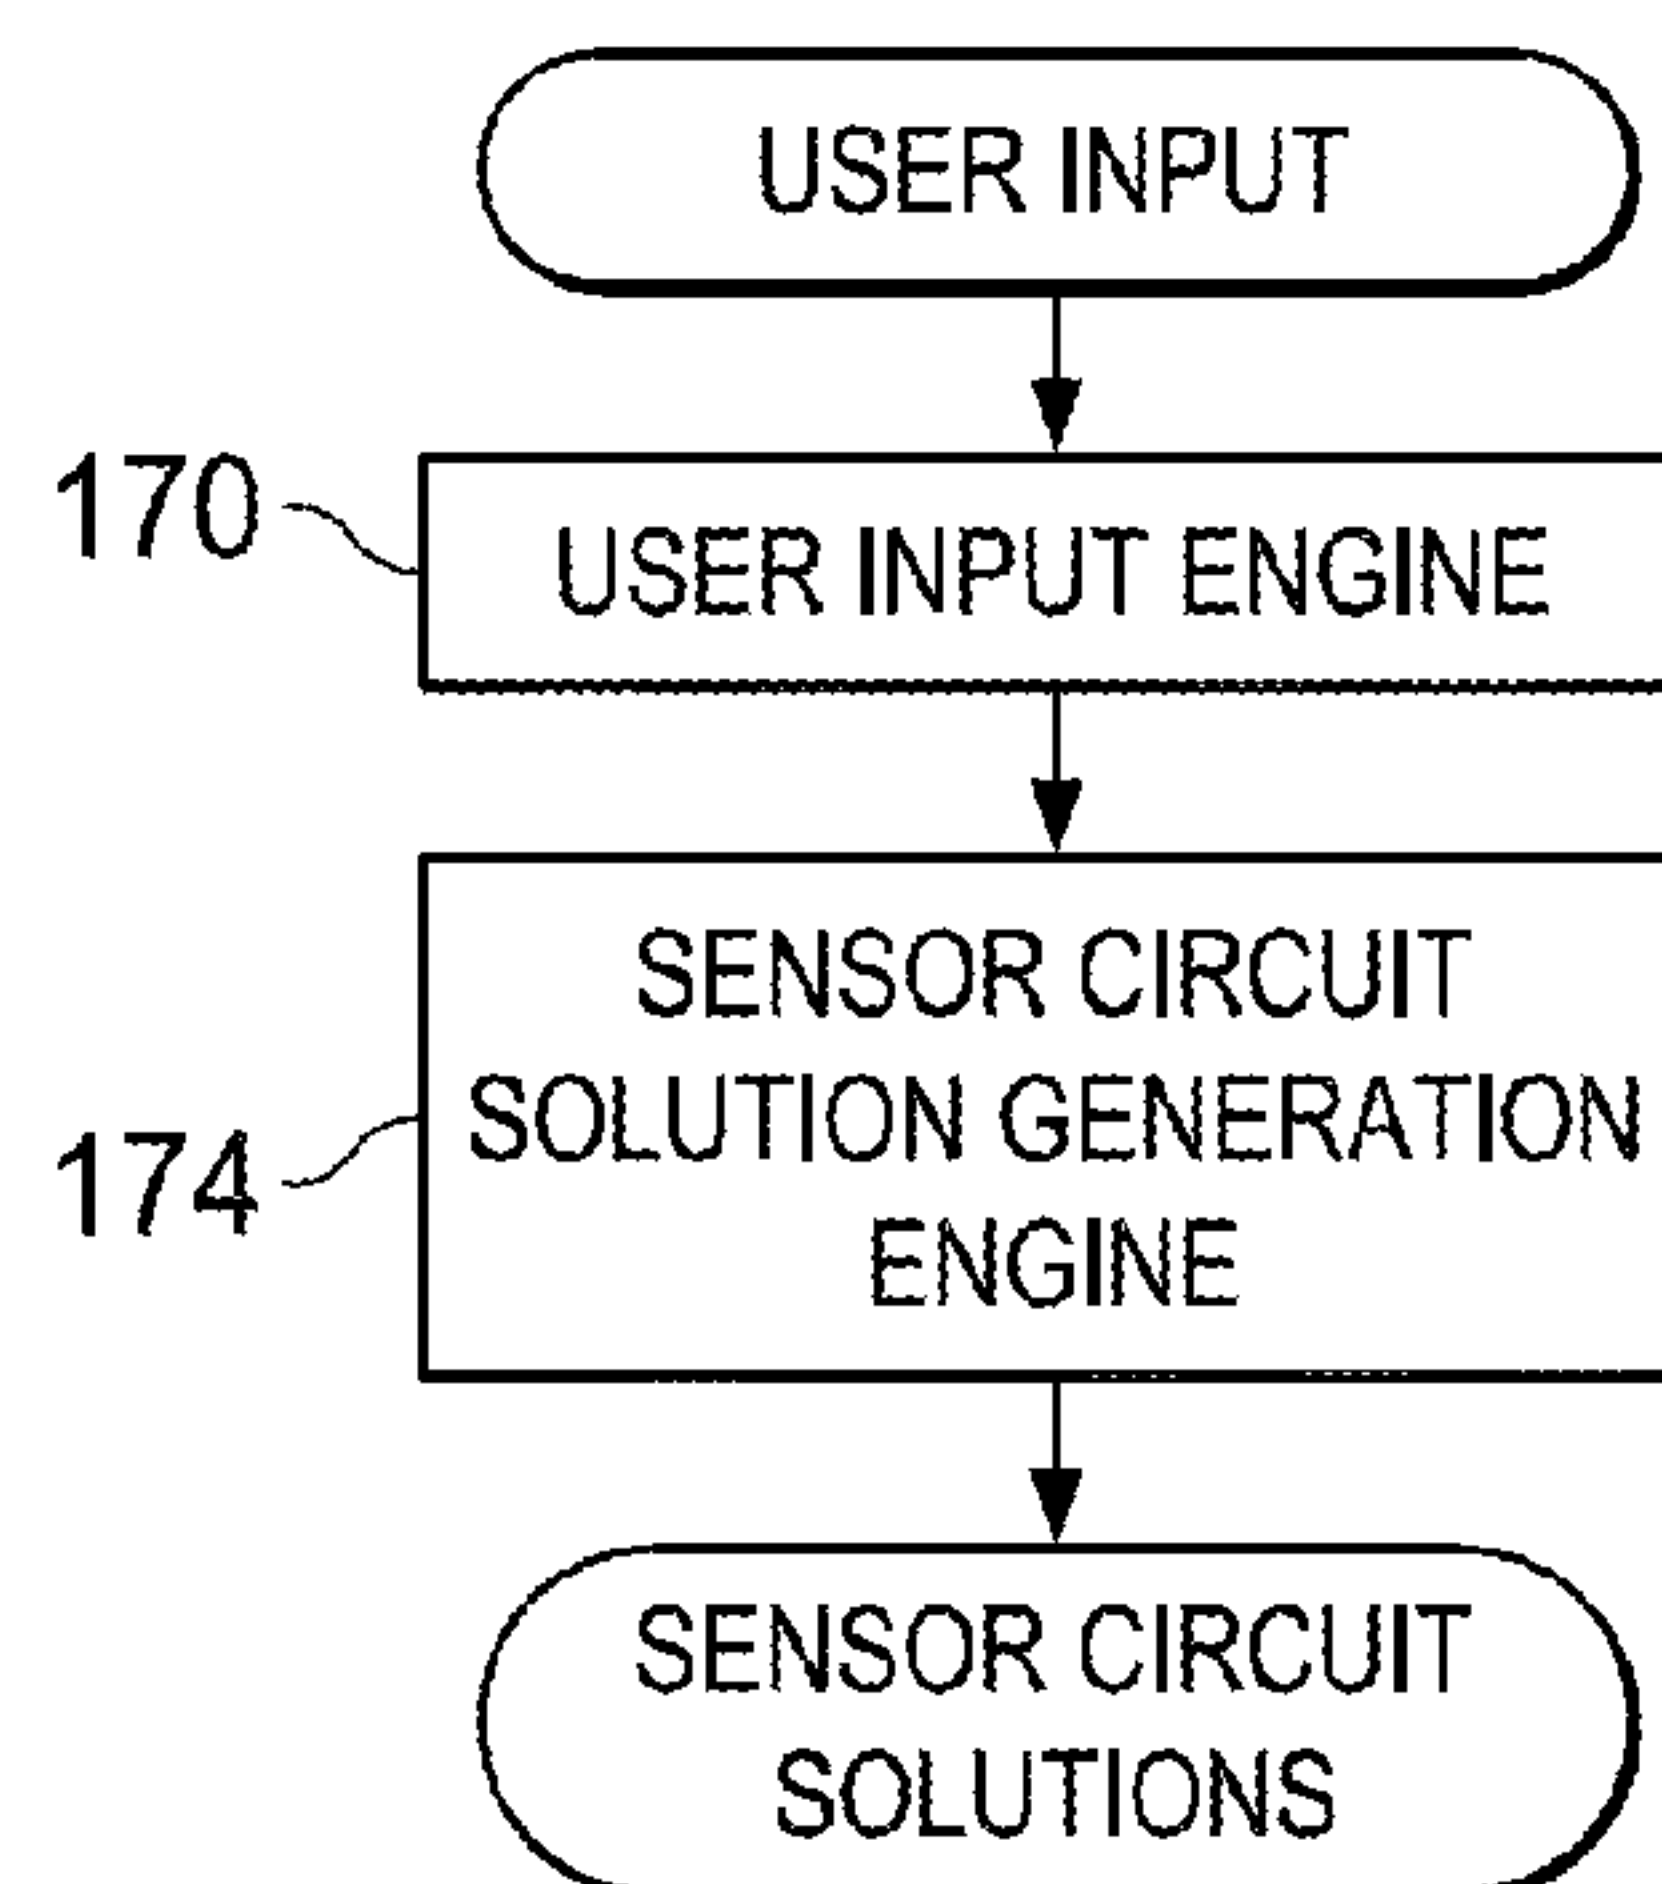 USER INPUT
170
USER INPUT ENGINE
SENSOR CIRCUIT
SOLUTION GENERATION
174
ENGINE
SENSOR CIRCUIT
SOLUTIONS